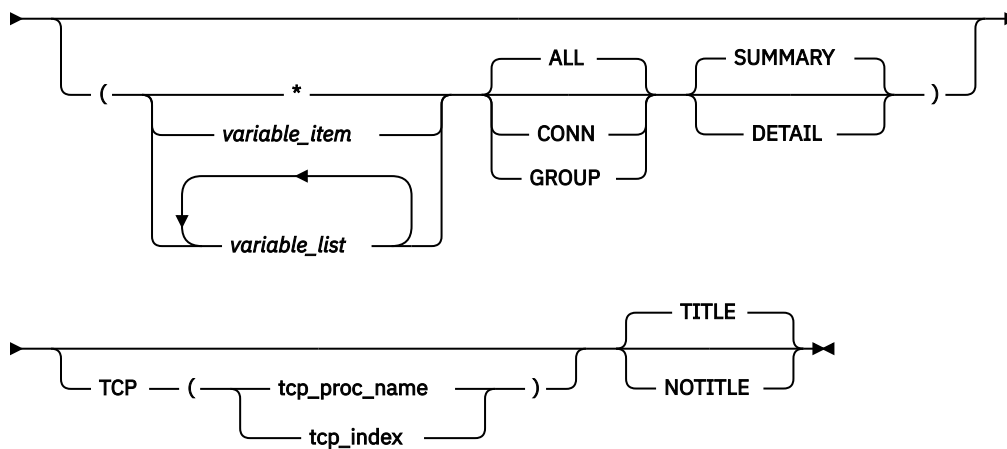 ALL SUMMARY
( * )
variable_item CONN DETAIL
GROUP
variable_list
TITLE
TCP ( tcp_proc_name ) NOTITLE
tcp_index